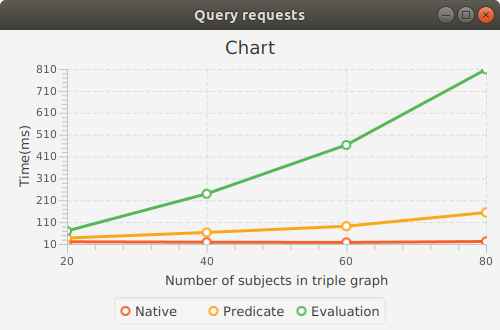 Query requests
Chart
810
710
610
510
410
310
210
110
10
Time(ms)
20 40 60 80
Number of subjects in triple graph
Native Predicate Evaluation